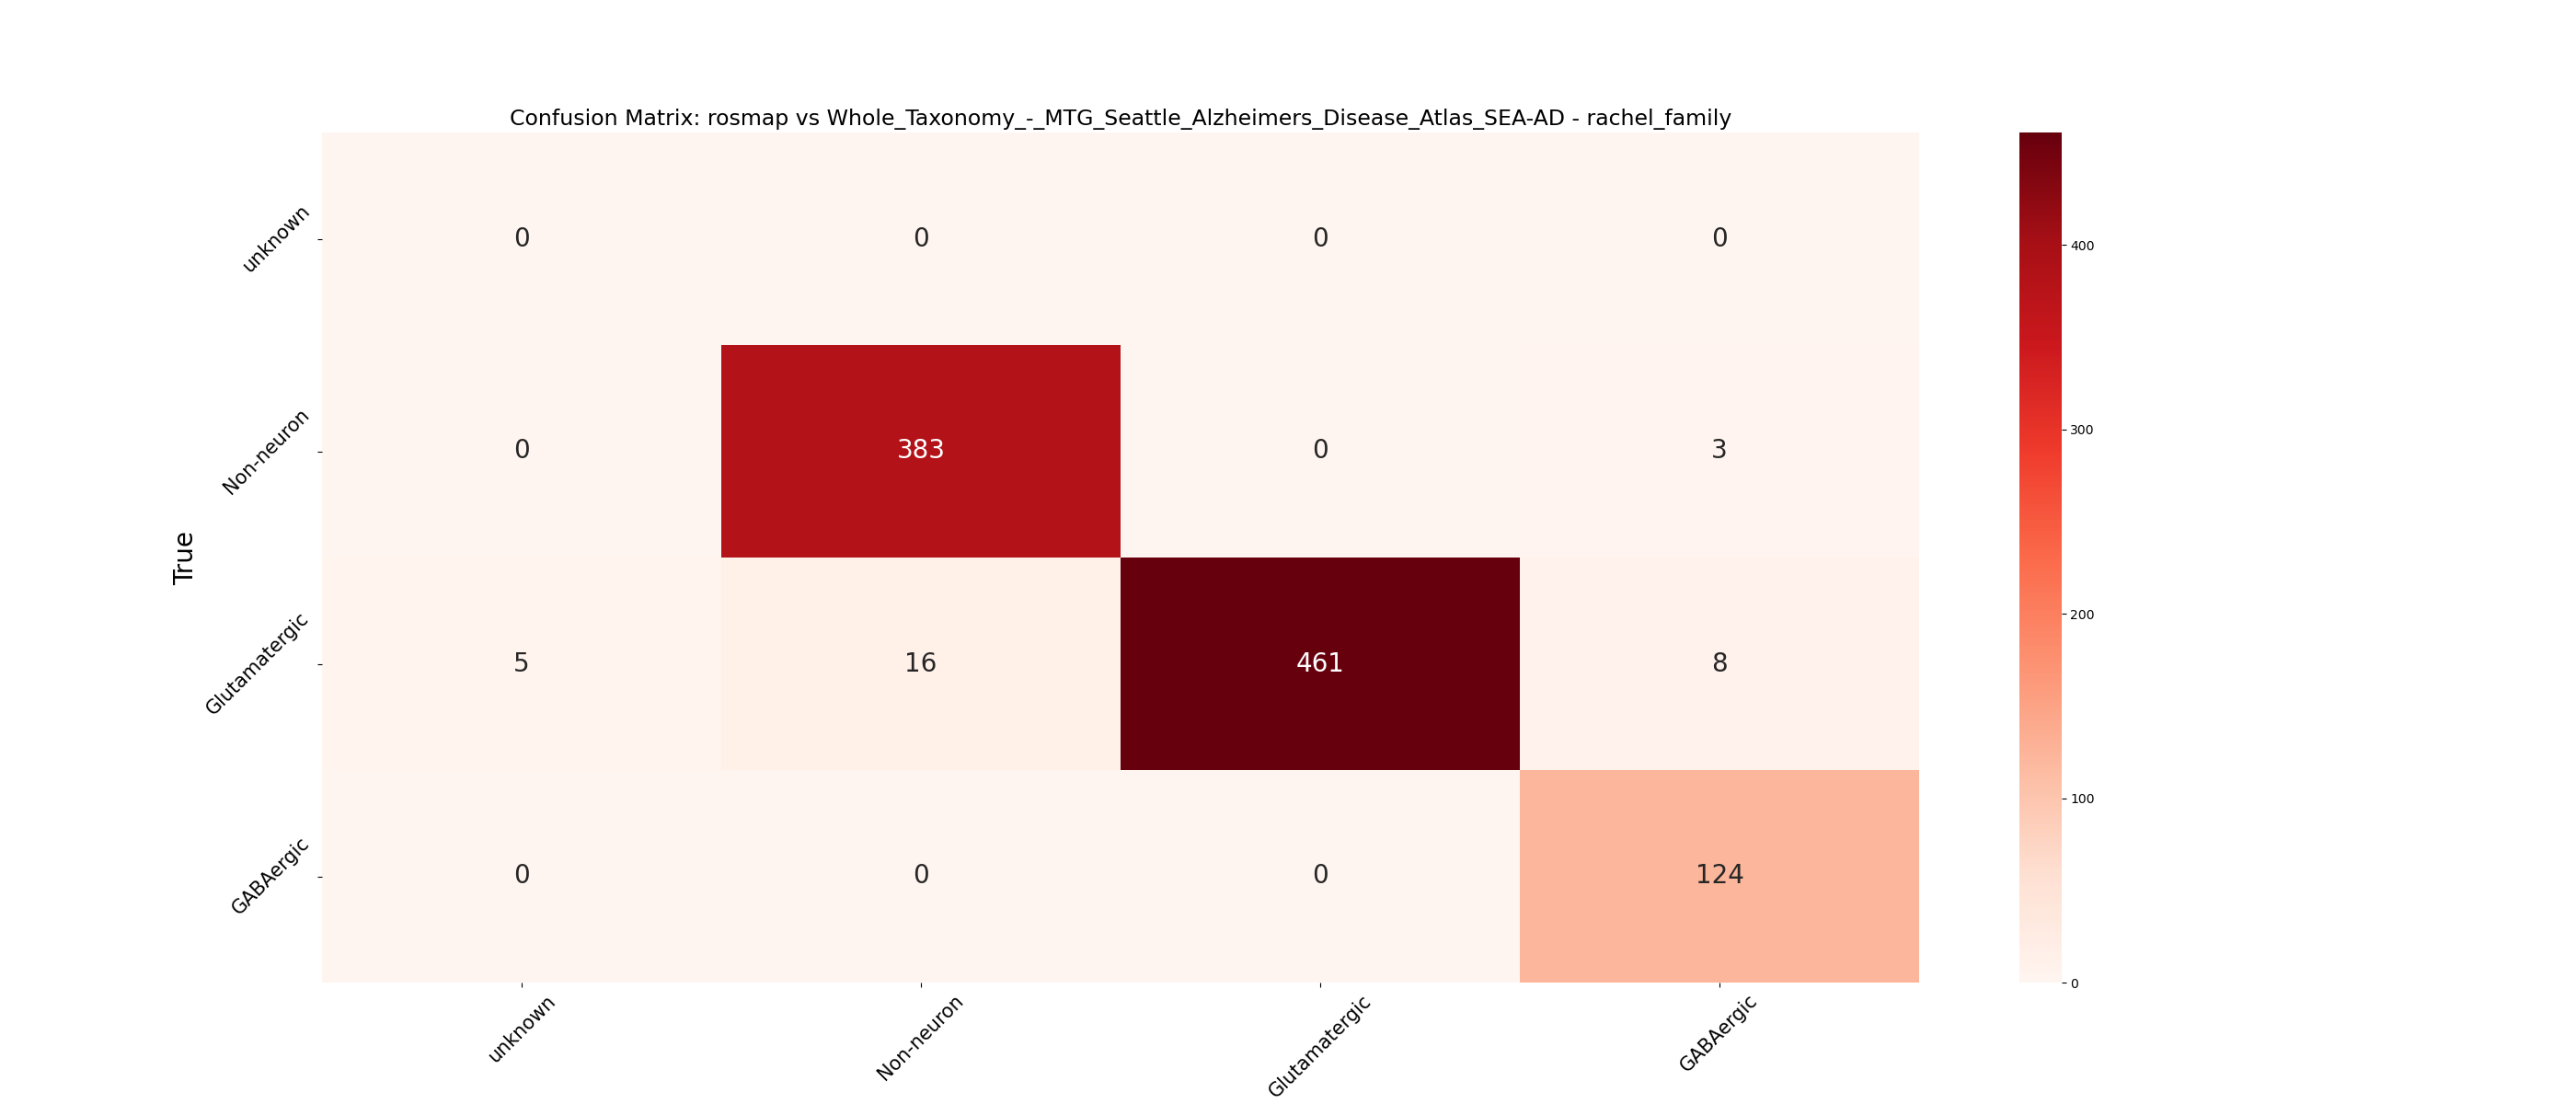 Confusion Matrix: rosmap vs Whole_Taxonomy_-_MTG_Seattle_Alzheimers_Disease_Atlas_SEA-AD - rachel_family
unknown
0 0 0 0
Non-neuron
0 383 0 3
Glutamatergic
5 16 461 8
GABAergic
0 0 0 124
True
unknown Non-neuron Glutamatergic GABAergic
400
300
200
100
0